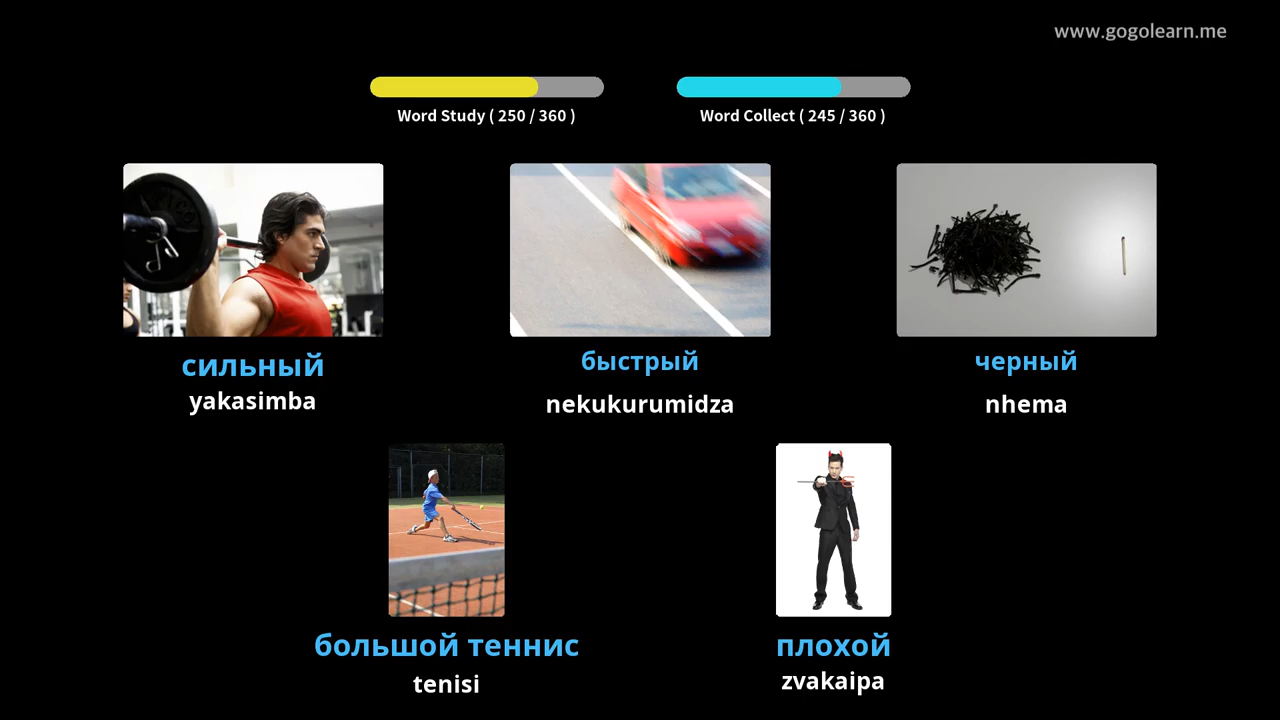 www.gogolearn.me
Word Study ( 250 / 360 )
Word Collect ( 245 / 360 )
сильный
yakasimba
быстрый
nekukurumidza
черный
nhema
большой теннис
tenisi
плохой
zvakaipa